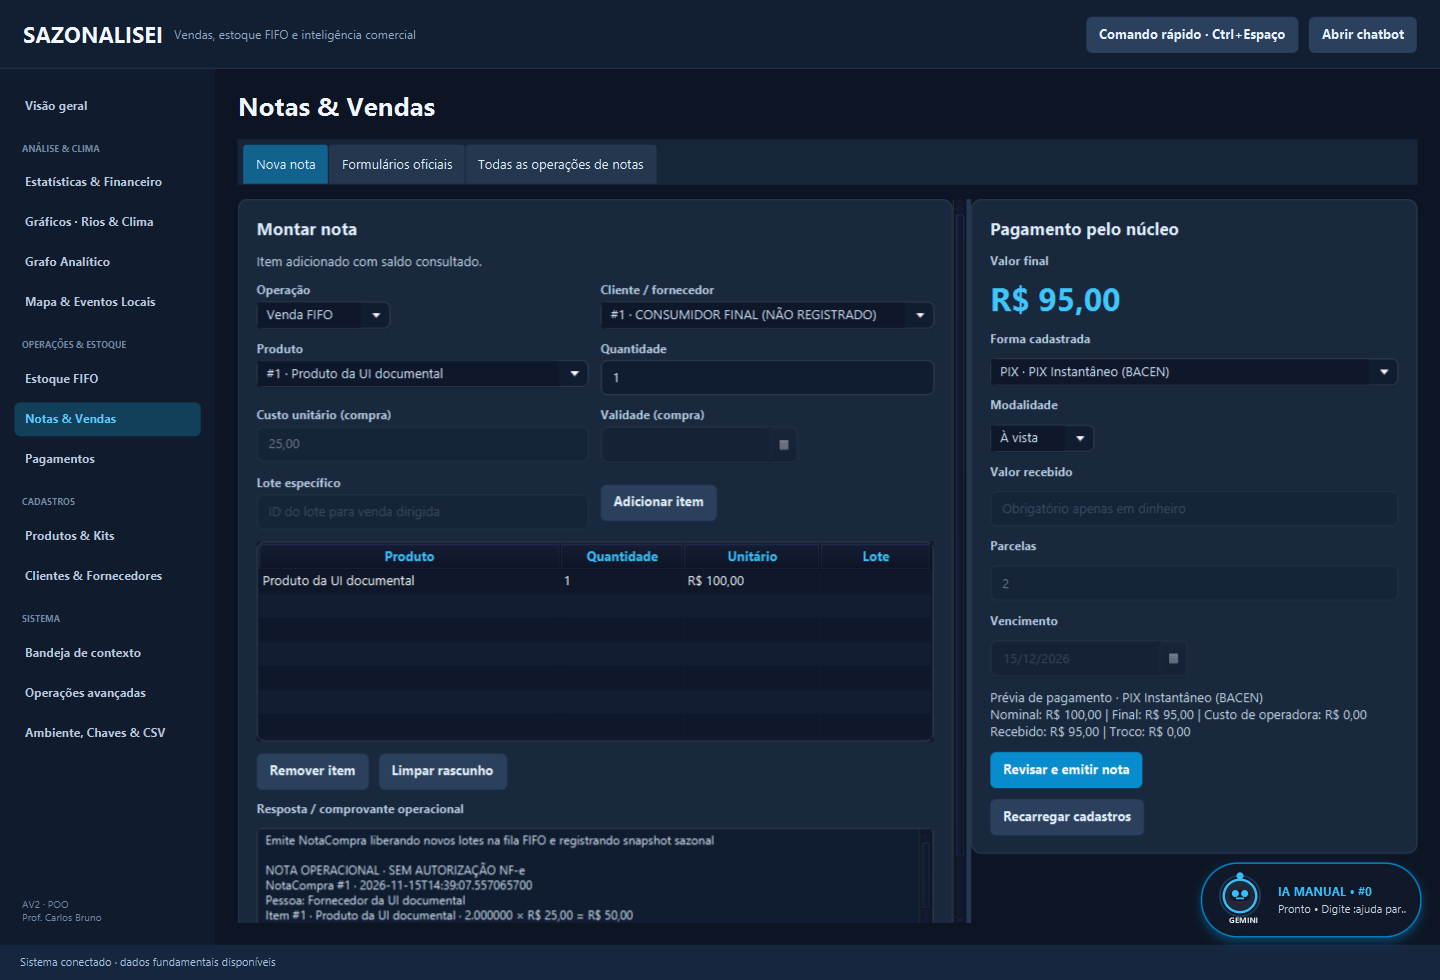 SAZONALISEI
Vendas, estoque FIFO e inteligência comercial
Comando rápido · Ctrl+Espaço
Abrir chatbot
Visão geral
ANÁLISE & CLIMA
Estatísticas & Financeiro
Gráficos · Rios & Clima
Grafo Analítico
Mapa & Eventos Locais
OPERAÇÕES & ESTOQUE
Estoque FIFO
Notas & Vendas
Pagamentos
CADASTROS
Produtos & Kits
Clientes & Fornecedores
SISTEMA
Bandeja de contexto
Operações avançadas
Ambiente, Chaves & CSV
AV2 · POO
Prof. Carlos Bruno
Notas & Vendas
Nova nota
Formulários oficiais
Todas as operações de notas
Montar nota
Item adicionado com saldo consultado.
Operação
Cliente / fornecedor
Venda FIFO
#1 · CONSUMIDOR FINAL (NÃO REGISTRADO)
Produto
Quantidade
#1 · Produto da UI documental
1
Custo unitário (compra)
Validade (compra)
25,00
Lote específico
ID do lote para venda dirigida
Adicionar item
Produto Quantidade Unitário Lote
Produto da UI documental 1 R$ 100,00
Remover item
Limpar rascunho
Resposta / comprovante operacional
Emite NotaCompra liberando novos lotes na fila FIFO e registrando snapshot sazonal
NOTA OPERACIONAL · SEM AUTORIZAÇÃO NF-e
NotaCompra #1 · 2026-11-15T14:39:07.557065700
Pessoa: Fornecedor da UI documental
Item #1 · Produto da UI documental · 2.000000 × R$ 25,00 = R$ 50,00
Pagamento pelo núcleo
Valor final
R$ 95,00
Forma cadastrada
PIX · PIX Instantâneo (BACEN)
Modalidade
À vista
Valor recebido
Obrigatório apenas em dinheiro
Parcelas
2
Vencimento
15/12/2026
Prévia de pagamento · PIX Instantâneo (BACEN)
Nominal: R$ 100,00 | Final: R$ 95,00 | Custo de operadora: R$ 0,00
Recebido: R$ 95,00 | Troco: R$ 0,00
Revisar e emitir nota
Recarregar cadastros
GEMINI
IA MANUAL • #0
Pronto • Digite :ajuda par..
Sistema conectado · dados fundamentais disponíveis